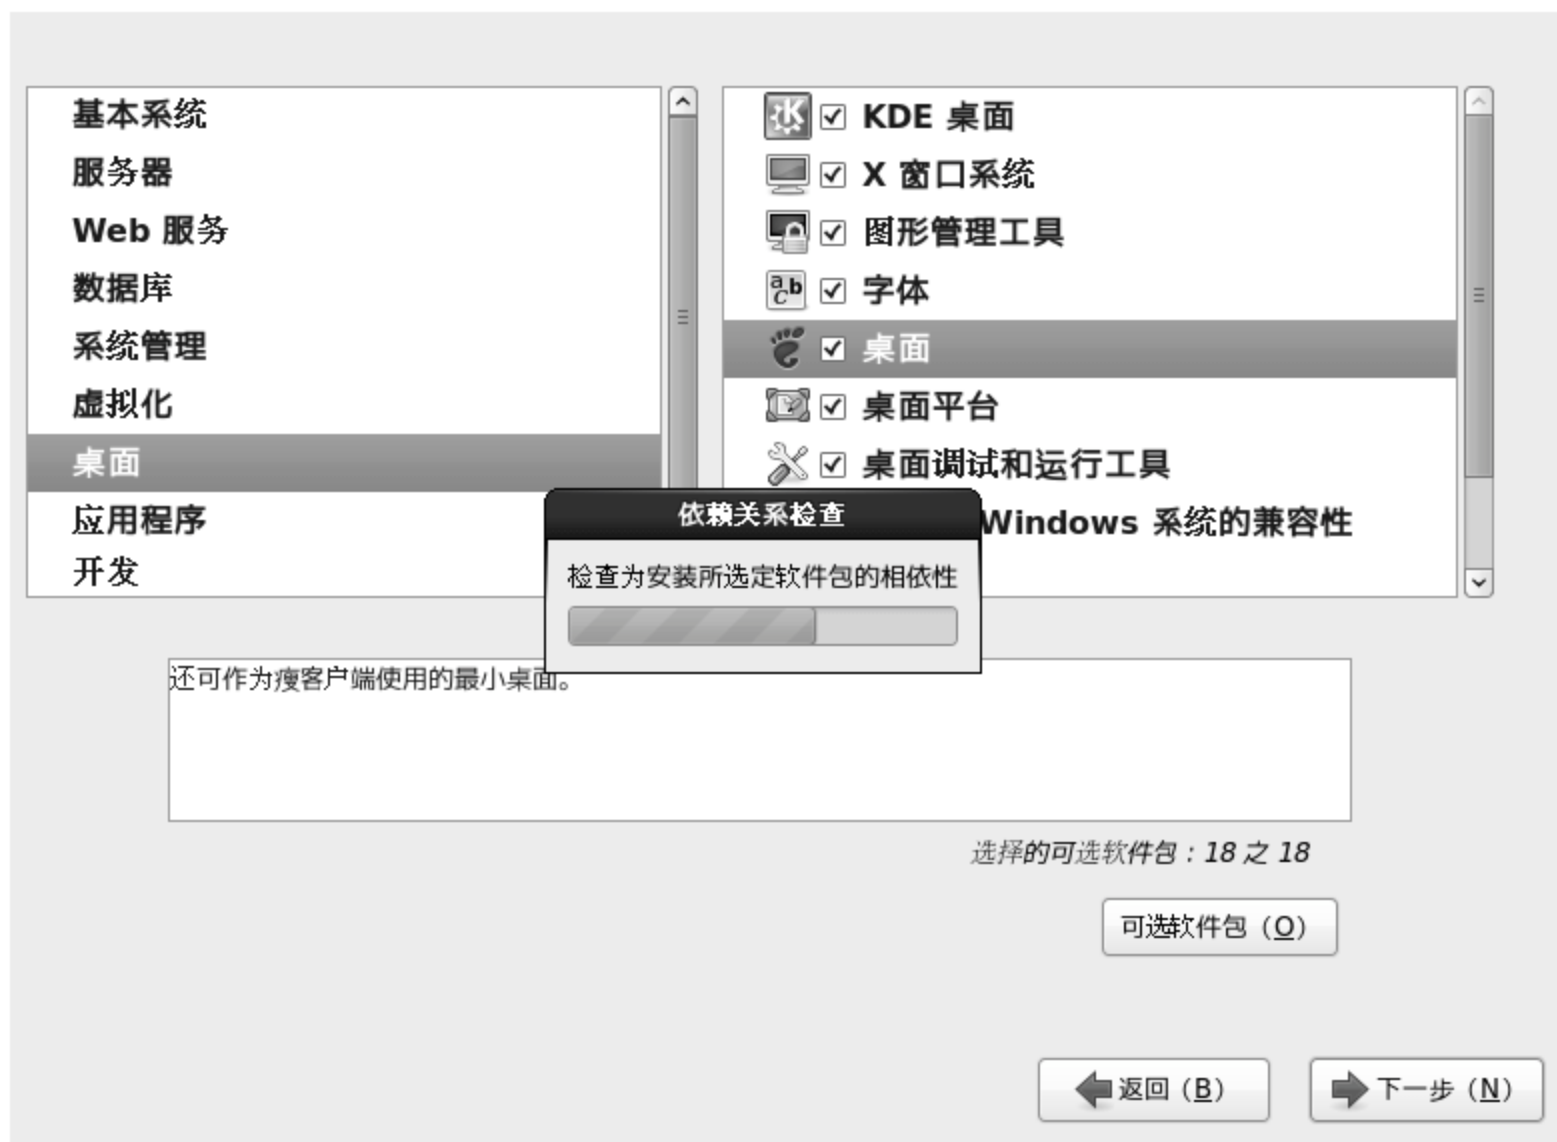 基本系统
服务器
Web 服务
数据库
系统管理
虚拟化
桌面
应用程序
开发
KDE 桌面
X 窗口系统
图形管理工具
字体
桌面
桌面平台
桌面调试和运行工具
Windows 系统的兼容性
依赖关系检查
检查为安装所选定软件包的相依性
还可作为瘦客户端使用的最小桌面。
选择的可选软件包：18 之 18
可选软件包（O）
返回（B）
下一步（N）